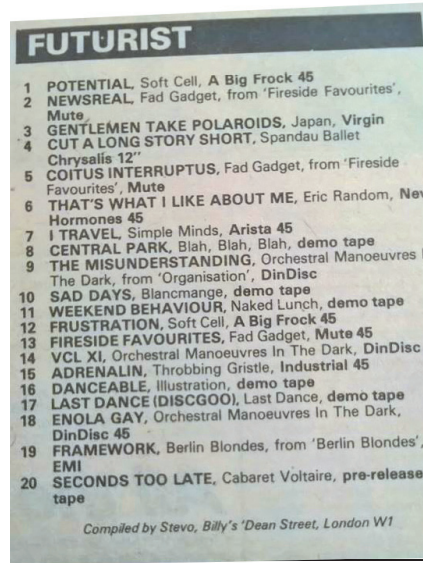 FUTURIST
1 POTENTIAL, Soft Cell, A Big Frock 45
2 NEWSREAL, Fad Gadget, from 'Fireside Favourites',
Mute
3 GENTLEMEN TAKE POLAROIDS, Japan, Virgin
4 CUT A LONG STORY SHORT, Spandau Ballet
Chrysalis 12"
5 COITUS INTERRUPTUS, Fad Gadget, from 'Fireside
Favourites', Mute
6 THAT'S WHAT I LIKE ABOUT ME, Eric Random,
Hormones 45
7 I TRAVEL, Simple Minds, Arista 45
8 CENTRAL PARK, Blah, Blah, Blah, demo tape
9 THE MISUNDERSTANDING, Orchestral Manoeuvres
The Dark, from 'Organisation', DinDisc
10 SAD DAYS, Blancmange, demo tape
11 WEEKEND BEHAVIOUR, Naked Lunch, demo tape
12 FRUSTRATION, Soft Cell, A Big Frock 45
13 FIRESIDE FAVOURITES, Fad Gadget, Mute 45
14 VCL XI, Orchestral Manoeuvres In The Dark, DinDisc
15 ADRENALIN, Throbbing Gristle, Industrial 45
16 DANCEABLE, Illustration, demo tape
17 LAST DANCE (DISCGOO), Last Dance, demo tape
18 ENOLA GAY, Orchestral Manoeuvres In The Dark,
DinDisc 45
19 FRAMEWORK, Berlin Blondes, from 'Berlin Blondes',
EMI
20 SECONDS TOO LATE, Cabaret Voltaire, pre-release
tape
Compiled by Stevo, Billy's 'Dean Street, London W1